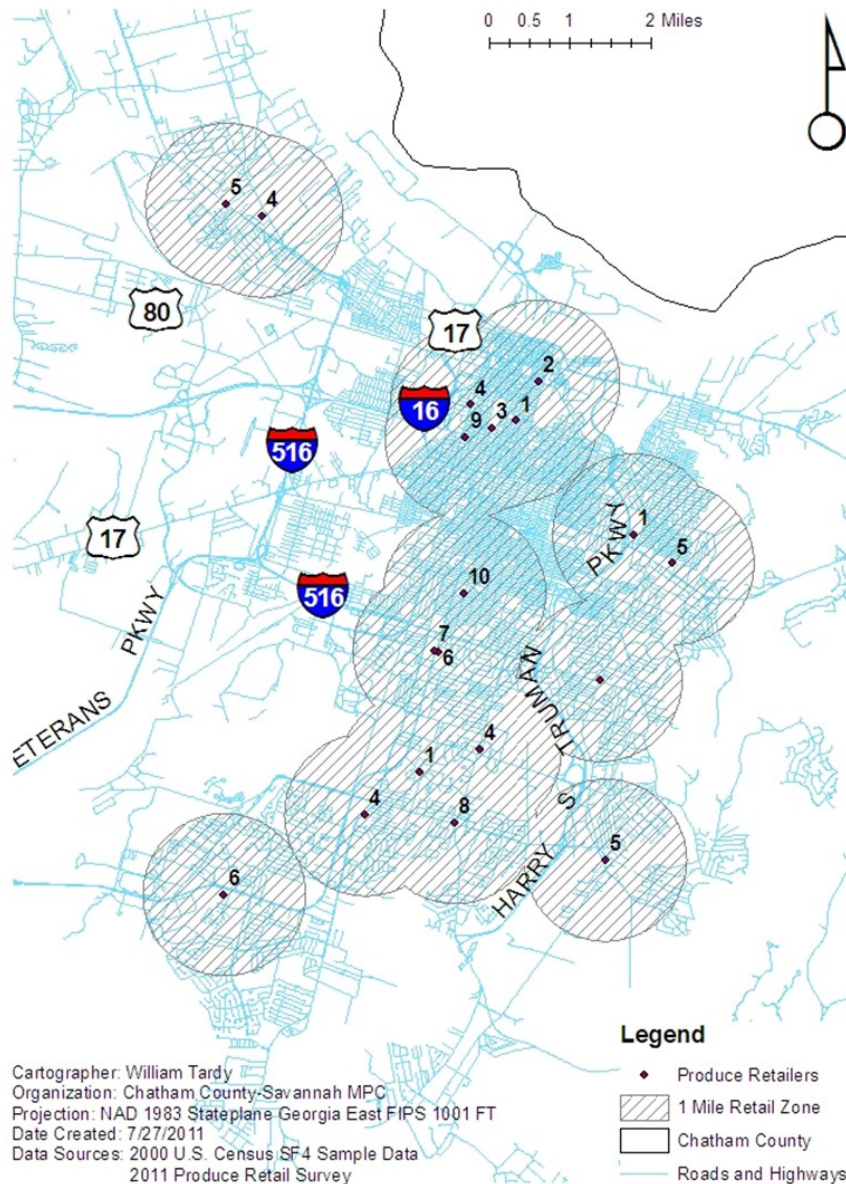 0 0.5 1 2 Miles
5
4
80
17
2
4
16
3
1
9
516
17
PKWY
1
5
516
10
7
6
PKWY
ETERANS
TRUMAN
4
1
4
8
S
5
HARRY
6
Legend
Produce Retailers
1 Mile Retail Zone
Chatham County
Roads and Highways
Cartographer: William Tardy
Organization: Chatham County-Savannah MPC
Projection: NAD 1983 Stateplane Georgia East FIPS 1001 FT
Date Created: 7/27/2011
Data Sources: 2000 U.S. Census SF4 Sample Data
2011 Produce Retail Survey